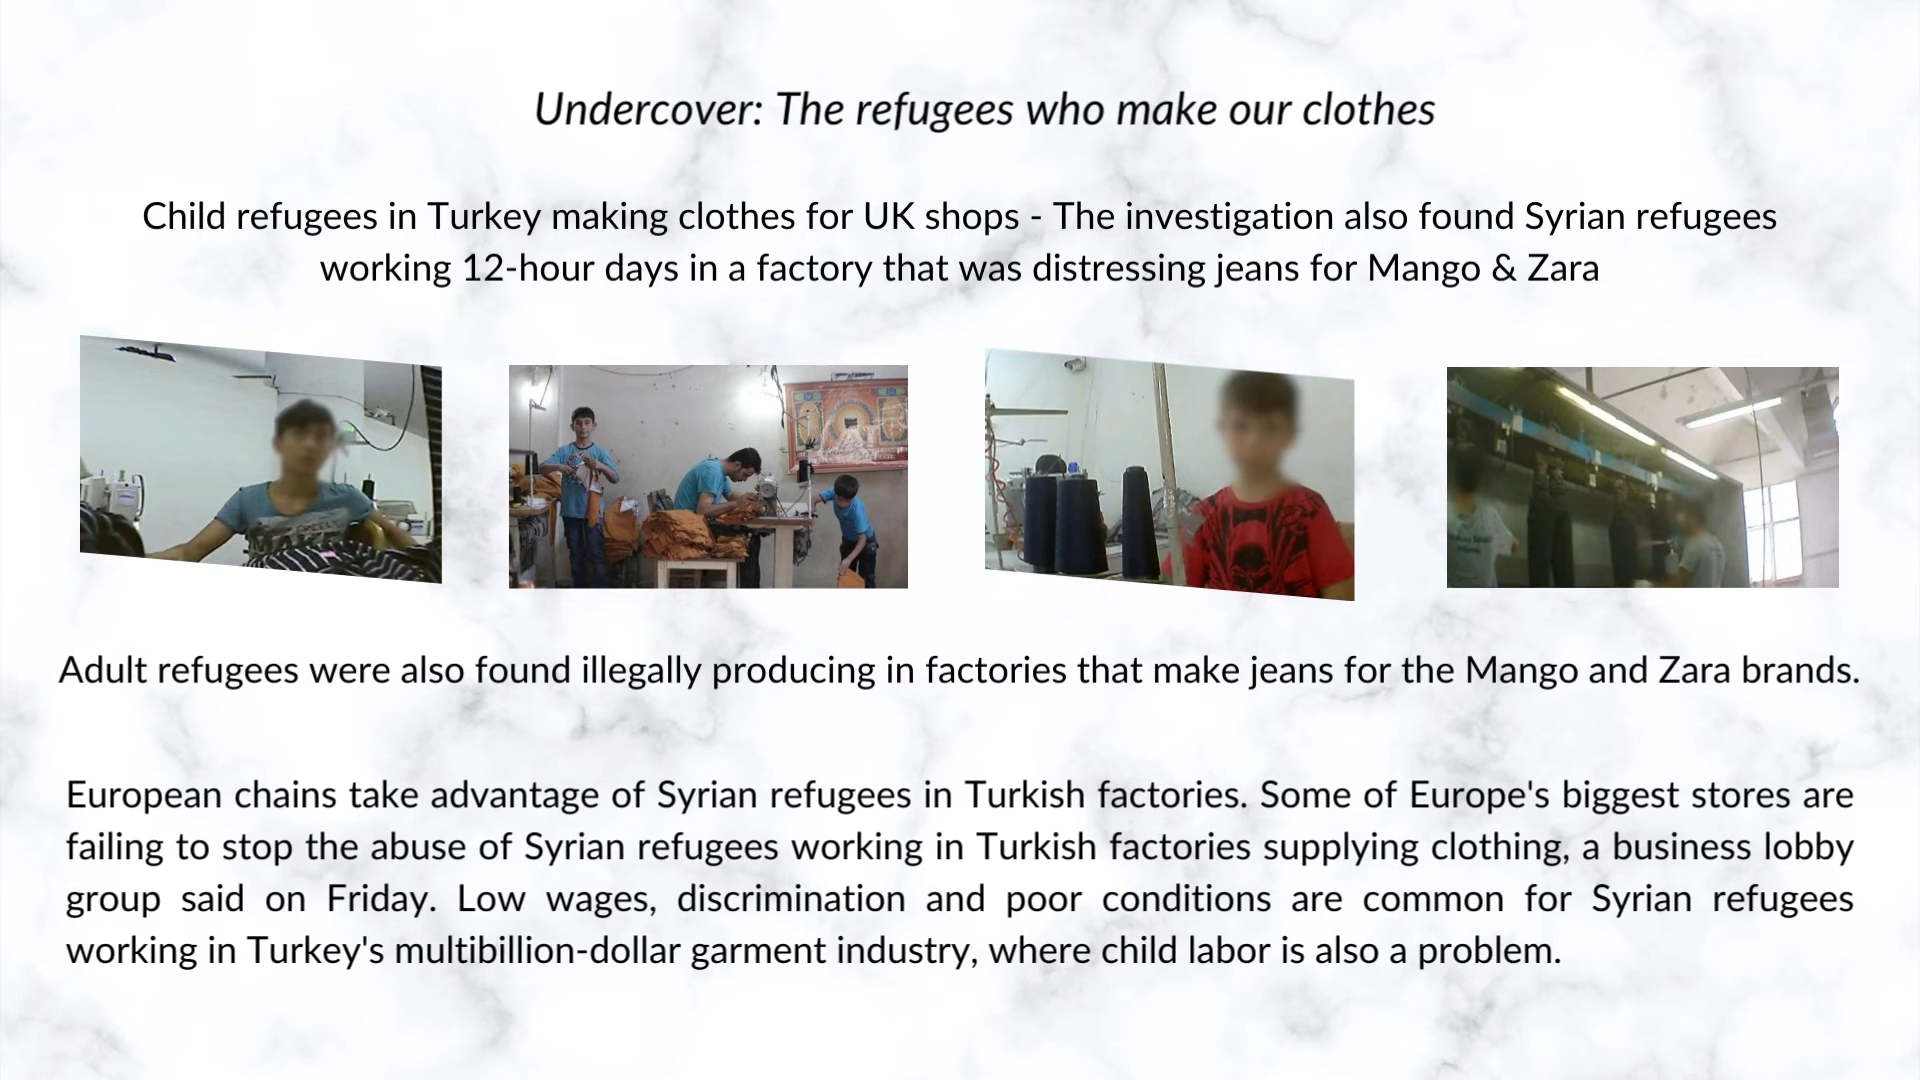 Undercover: The refugees who make our clothes
Child refugees in Turkey making clothes for UK shops - The investigation also found Syrian refugees
working 12-hour days in a factory that was distressing jeans for Mango & Zara
Adult refugees were also found illegally producing in factories that make jeans for the Mango and Zara brands.
European chains take advantage of Syrian refugees in Turkish factories. Some of Europe's biggest stores are
failing to stop the abuse of Syrian refugees working in Turkish factories supplying clothing, a business lobby
group said on Friday. Low wages, discrimination and poor conditions are common for Syrian refugees
working in Turkey's multibillion-dollar garment industry, where child labor is also a problem.